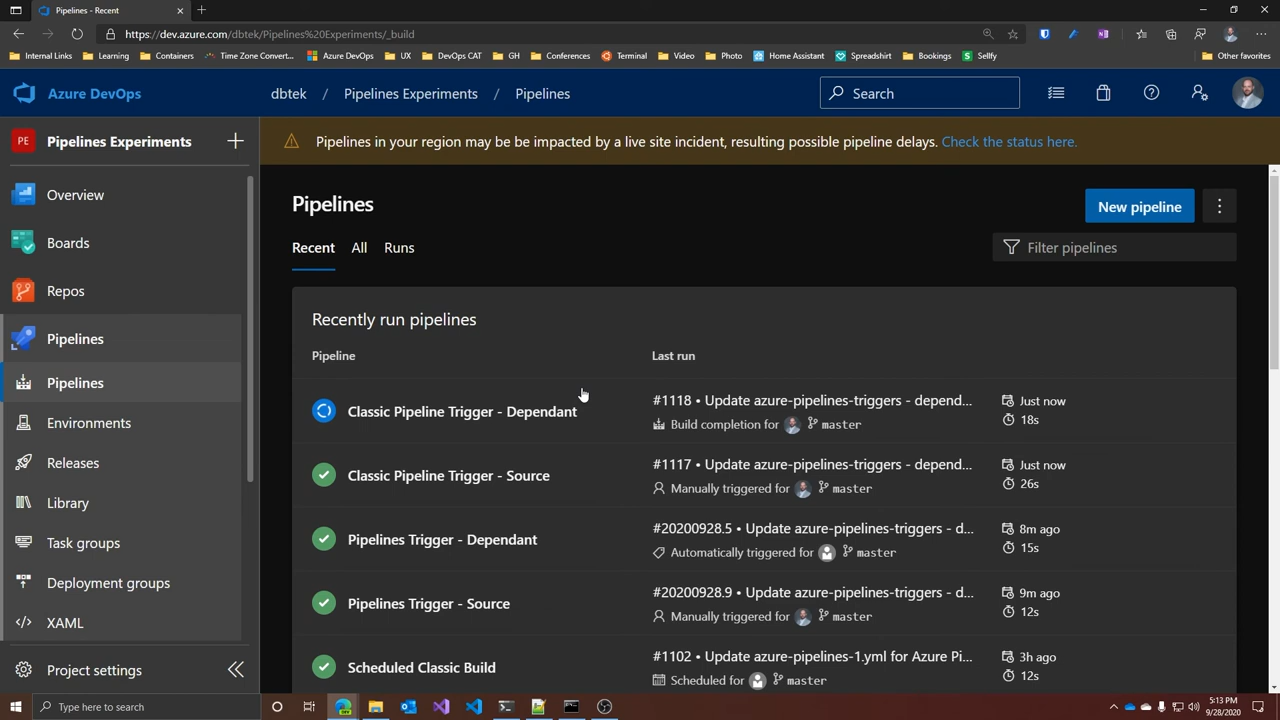 Pipelines - Recent
https://dev.azure.com/dbtek/Pipelines%20Experiments/_build
Internal Links
Learning
Containers
Time Zone Convert...
Azure DevOps
UX
DevOps CAT
GH
Conferences
Terminal
Video
Photo
Home Assistant
Spreadshirt
Bookings
Sellfy
Other favorites
Azure DevOps
dbtek / Pipelines Experiments / Pipelines
Search
PE Pipelines Experiments
Pipelines in your region may be be impacted by a live site incident, resulting possible pipeline delays. Check the status here.
Overview
Boards
Repos
Pipelines
Pipelines
Environments
Releases
Library
Task groups
Deployment groups
XAML
Project settings
Pipelines
New pipeline
Recent
All
Runs
Filter pipelines
Recently run pipelines
Pipeline
Last run
Classic Pipeline Trigger - Dependant
#1118 • Update azure-pipelines-triggers - depend...
Just now
Build completion for master
18s
Classic Pipeline Trigger - Source
#1117 • Update azure-pipelines-triggers - depend...
Just now
Manually triggered for master
26s
Pipelines Trigger - Dependant
#20200928.5 • Update azure-pipelines-triggers - d...
8m ago
Automatically triggered for master
15s
Pipelines Trigger - Source
#20200928.9 • Update azure-pipelines-triggers - d...
9m ago
Manually triggered for master
12s
Scheduled Classic Build
#1102 • Update azure-pipelines-1.yml for Azure Pi...
3h ago
Scheduled for master
12s
Type here to search
5:13 PM
9/28/2020